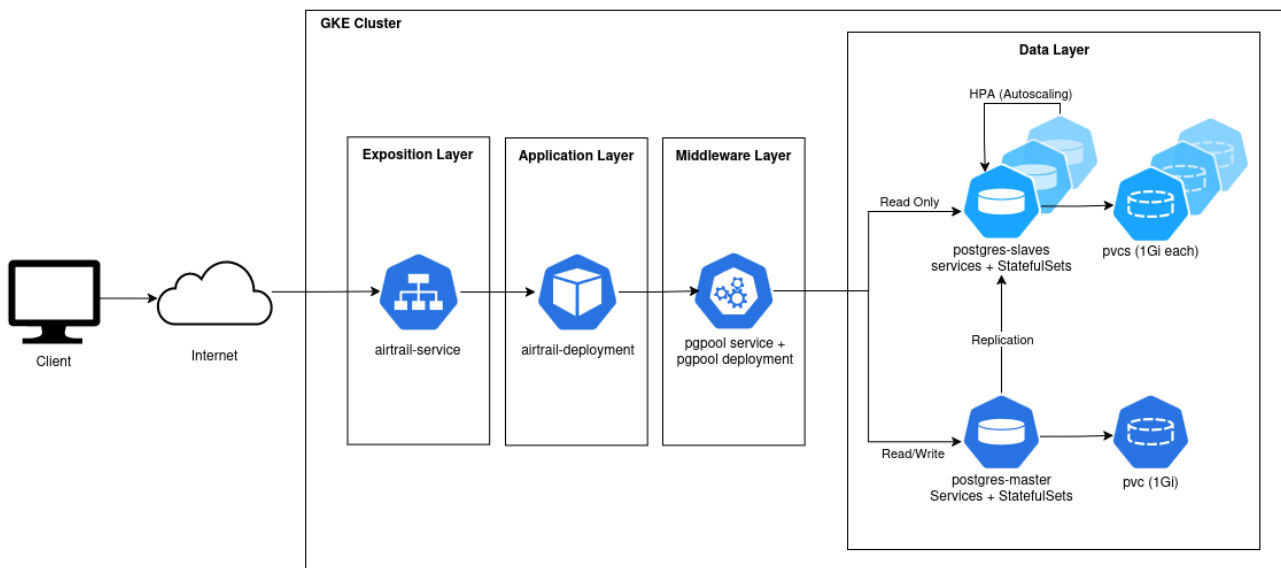 GKE Cluster
Data Layer
HPA (Autoscaling)
Exposition Layer
Application Layer
Middleware Layer
Read Only
postgres-slaves
services + StatefulSets
pvcs (1Gi each)
Client
Internet
airtrail-service
airtrail-deployment
pgpool service +
pgpool deployment
Replication
Read/Write
postgres-master
Services + StatefulSets
pvc (1Gi)